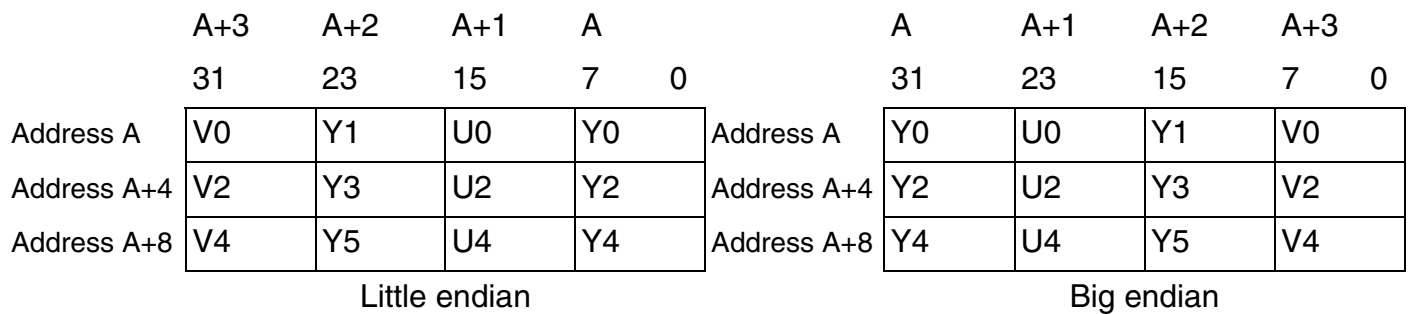 A+3 A+2 A+1 A A A+1 A+2 A+3
31 23 15 7 0 31 23 15 7 0
Address A V0 Y1 U0 Y0 Address A Y0 U0 Y1 V0
Address A+4 V2 Y3 U2 Y2 Address A+4 Y2 U2 Y3 V2
Address A+8 V4 Y5 U4 Y4 Address A+8 Y4 U4 Y5 V4
Little endian Big endian